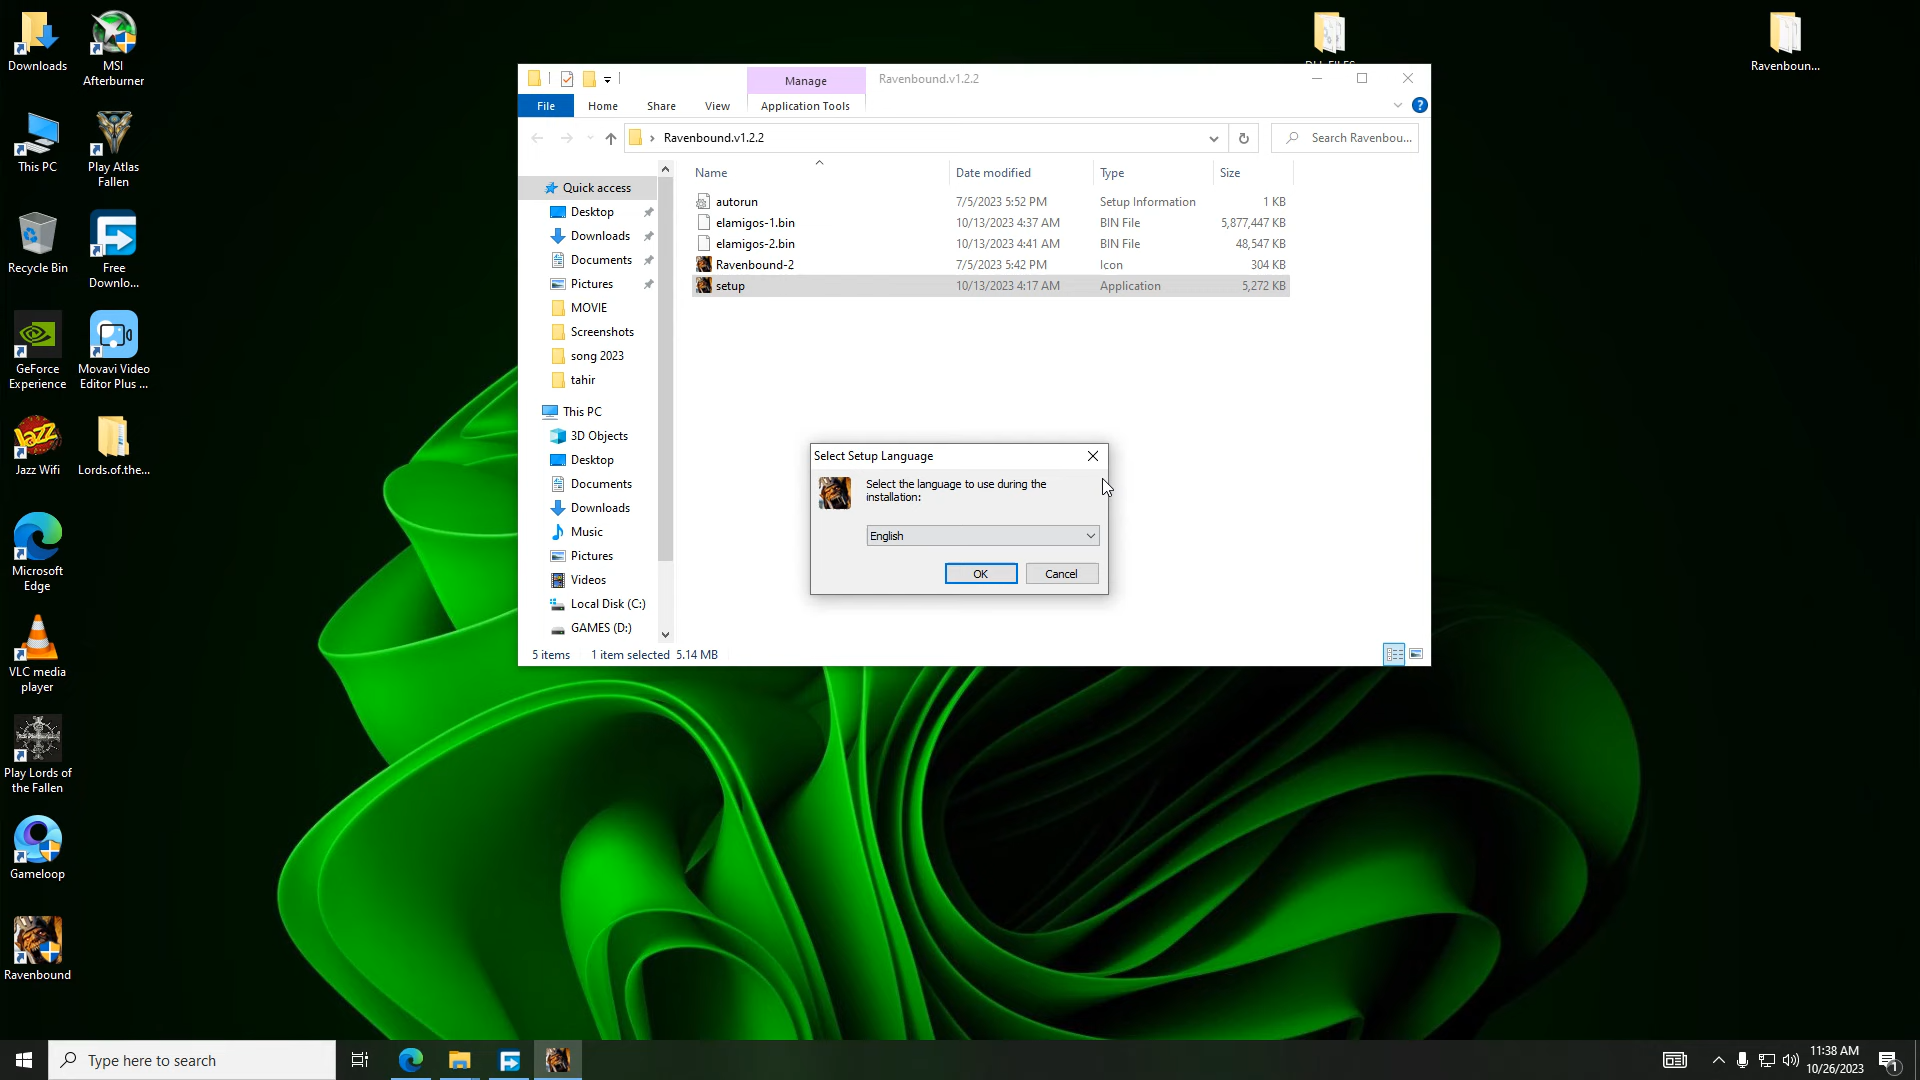 Downloads
MSI
Afterburner
This PC
Play Atlas
Fallen
Recycle Bin
Free
Downlo...
GeForce
Experience
Movavi Video
Editor Plus ...
Jazz
Jazz Wifi
Lords.of.the...
Microsoft
Edge
VLC media
player
Play Lords of
the Fallen
Gameloop
Ravenbound
DLL FILES
Ravenboun...
Manage
Ravenbound.v1.2.2
File
Home
Share
View
Application Tools
?
Ravenbound.v1.2.2
Search Ravenbou...
Name
Date modified
Type
Size
autorun 7/5/2023 5:52 PM Setup Information 1 KB
elamigos-1.bin 10/13/2023 4:37 AM BIN File 5,877,447 KB
elamigos-2.bin 10/13/2023 4:41 AM BIN File 48,547 KB
Ravenbound-2 7/5/2023 5:42 PM Icon 304 KB
setup 10/13/2023 4:17 AM Application 5,272 KB
Quick access
Desktop
Downloads
Documents
Pictures
MOVIE
Screenshots
song 2023
tahir
This PC
3D Objects
Desktop
Documents
Downloads
Music
Pictures
Videos
Local Disk (C:)
GAMES (D:)
5 items 1 item selected 5.14 MB
Select Setup Language
Select the language to use during the
installation:
English
OK
Cancel
Type here to search
11:38 AM
10/26/2023
1